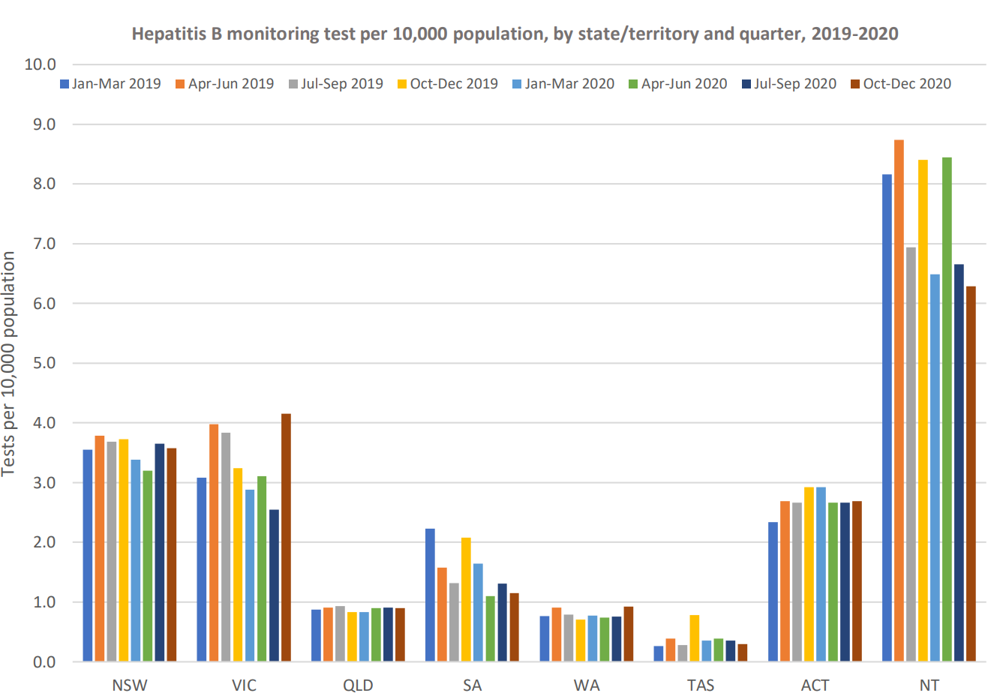 Hepatitis B monitoring test per 10,000 population, by state/territory and quarter, 2019-2020
10.0
Jan-Mar 2019 Apr-Jun 2019 Jul-Sep 2019 Oct-Dec 2019 Jan-Mar 2020 Apr-Jun 2020 Jul-Sep 2020 Oct-Dec 2020
9.0
8.0
7.0
6.0
5.0
4.0
3.0
2.0
1.0
0.0
Tests per 10,000 population
NSW VIC QLD SA WA TAS ACT NT